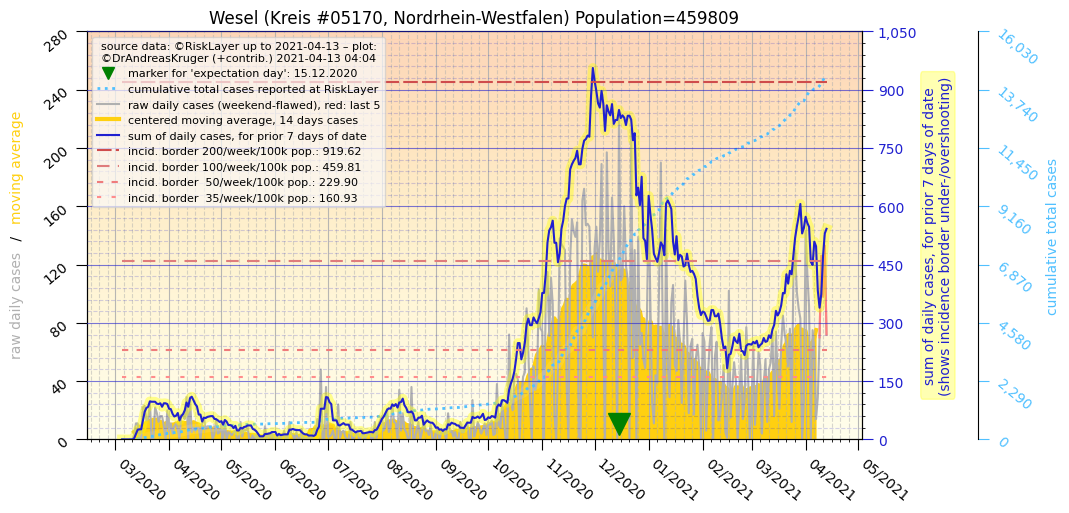 Wesel (Kreis #05170, Nordrhein-Westfalen) Population=459809
source data: ©RiskLayer up to 2021-04-13 – plot:
©DrAndreasKruger (+contrib.) 2021-04-13 04:04
marker for 'expectation day': 15.12.2020
cumulative total cases reported at RiskLayer
raw daily cases (weekend-flawed), red: last 5
centered moving average, 14 days cases
sum of daily cases, for prior 7 days of date
incid. border 200/week/100k pop.: 919.62
incid. border 100/week/100k pop.: 459.81
incid. border  50/week/100k pop.: 229.90
incid. border  35/week/100k pop.: 160.93
raw daily cases / moving average
280
240
200
160
120
80
40
0
03/2020
04/2020
05/2020
06/2020
07/2020
08/2020
09/2020
10/2020
11/2020
12/2020
01/2021
02/2021
03/2021
04/2021
05/2021
1,050
900
750
600
450
300
150
0
sum of daily cases, for prior 7 days of date
(shows incidence border under-/overshooting)
16,030
13,740
11,450
9,160
6,870
4,580
2,290
0
cumulative total cases